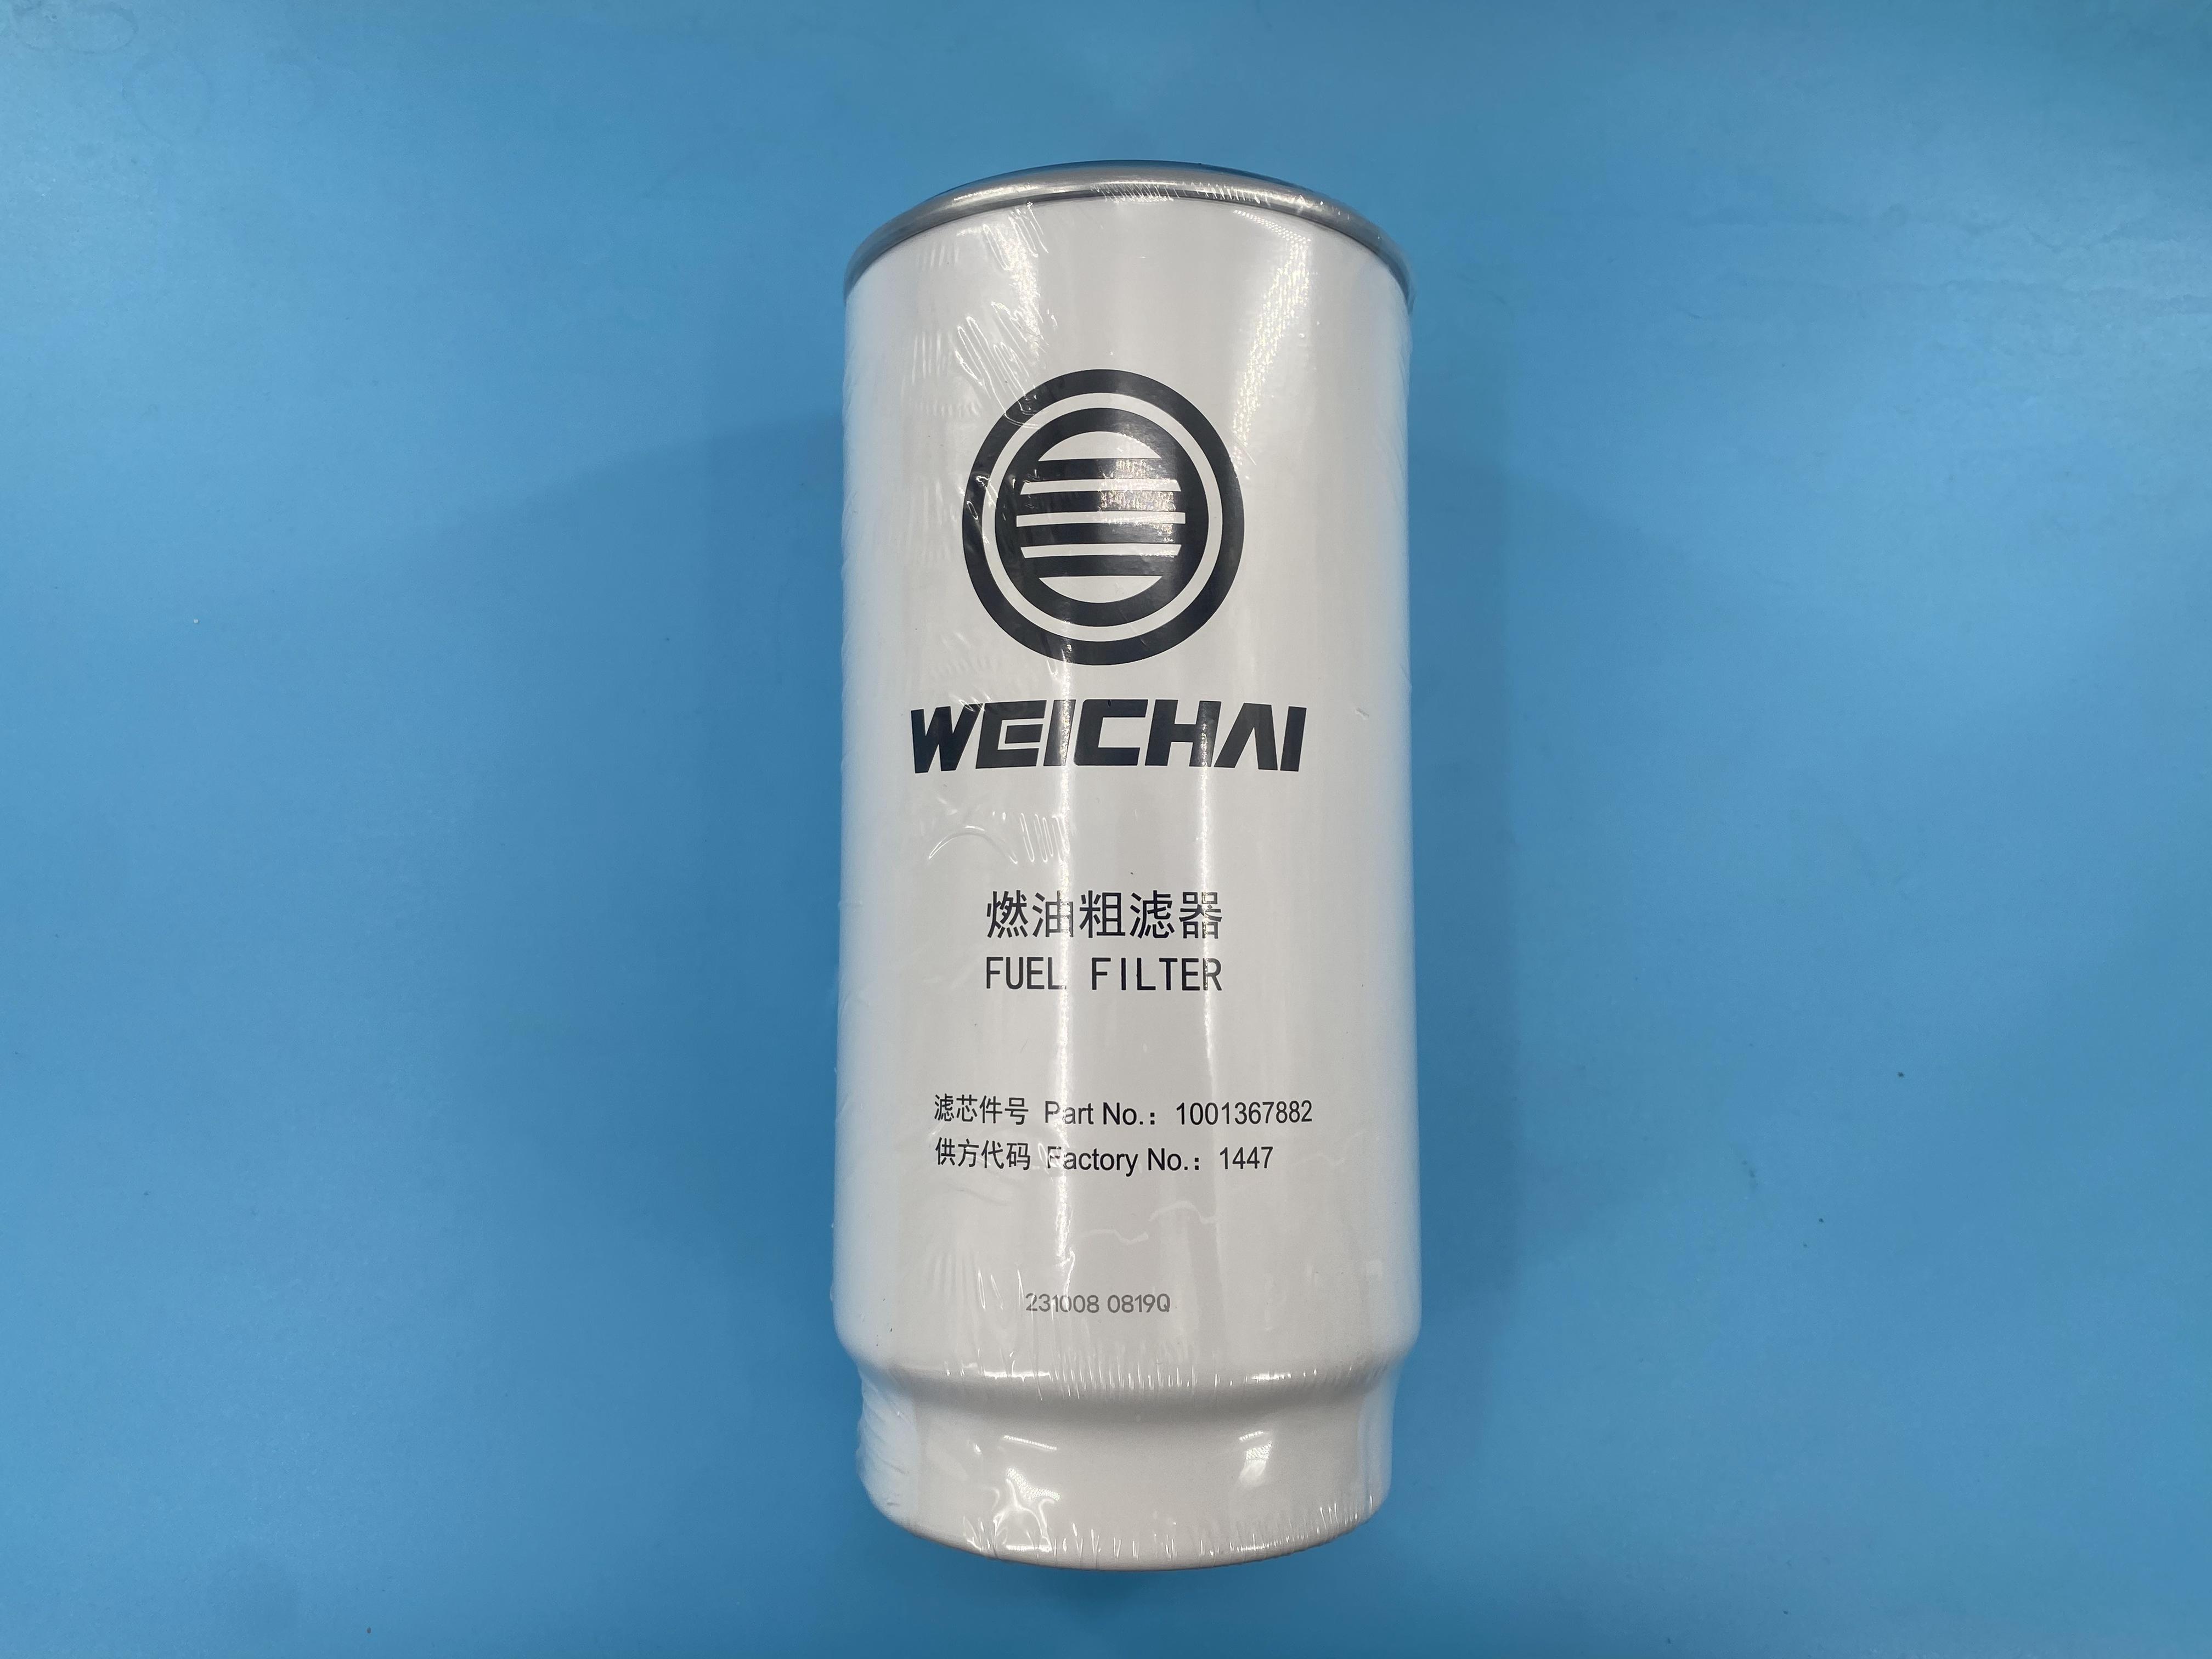 WEICHAI
燃油粗滤器
FUEL FILTER
滤芯件号 Part No.: 1001367882
供方代码 Factory No.: 1447
231008 0819Q